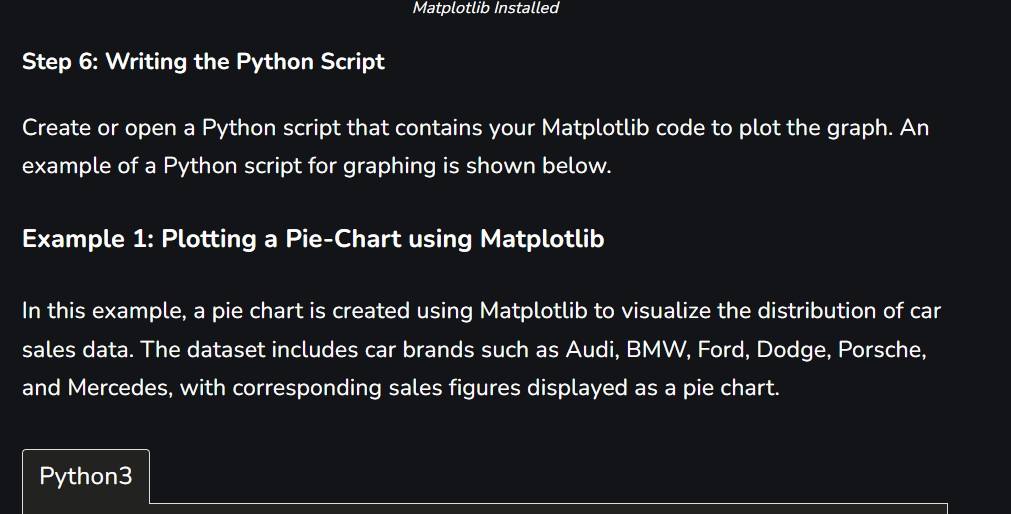 Matplotlib Installed
Step 6: Writing the Python Script
Create or open a Python script that contains your Matplotlib code to plot the graph. An
example of a Python script for graphing is shown below.
Example 1: Plotting a Pie-Chart using Matplotlib
In this example, a pie chart is created using Matplotlib to visualize the distribution of car
sales data. The dataset includes car brands such as Audi, BMW, Ford, Dodge, Porsche,
and Mercedes, with corresponding sales figures displayed as a pie chart.
Python3